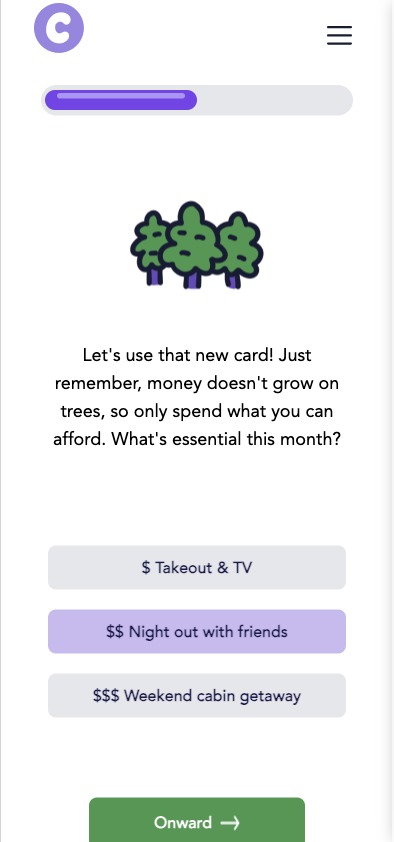 C
Let's use that new card! Just
remember, money doesn't grow on
trees, so only spend what you can
afford. What's essential this month?
$ Takeout & TV
$$ Night out with friends
$$$ Weekend cabin getaway
Onward →